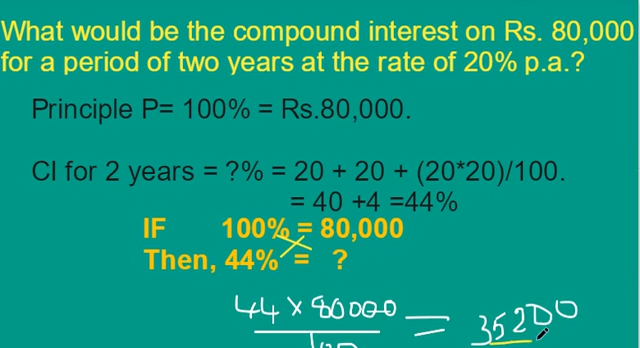 What would be the compound interest on Rs. 80,000
for a period of two years at the rate of 20% p.a.?
Principle P= 100% = Rs.80,000.
CI for 2 years = ?% = 20 + 20 + (20*20)/100.
= 40 +4 =44%
IF 100% = 80,000
Then, 44% = ?
44 × 80000 = 35200
100